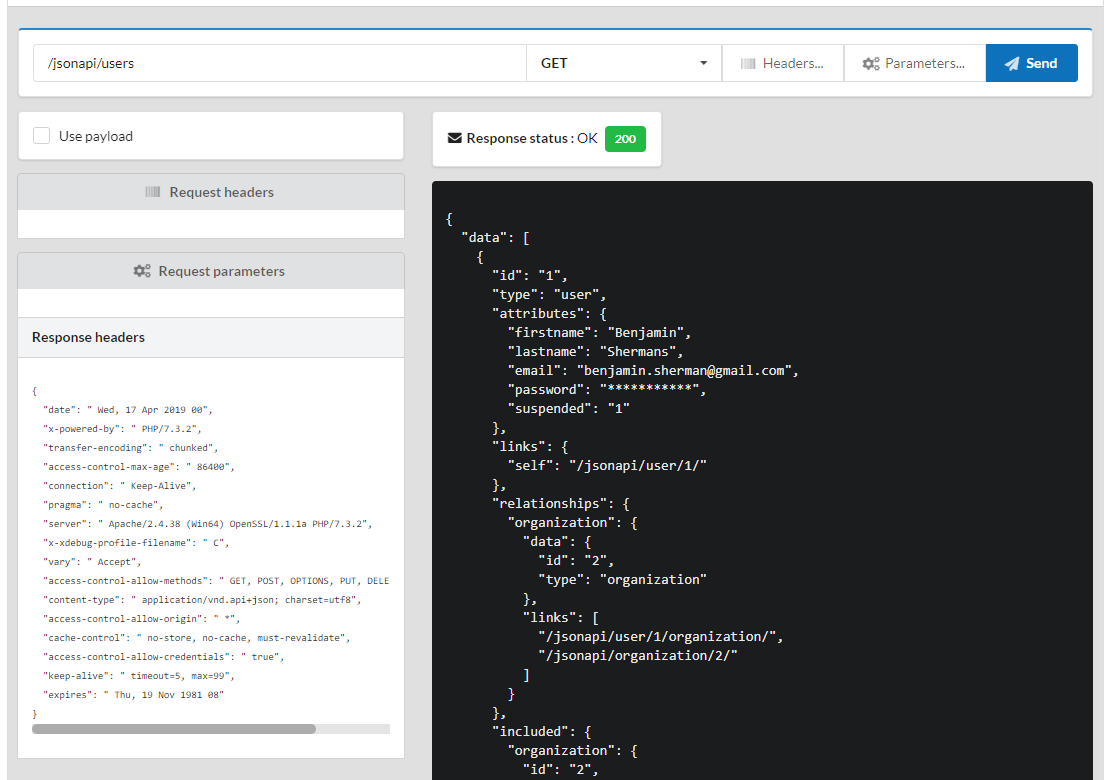 /jsonapi/users GET Headers... Parameters... Send
Use payload
Request headers
Request parameters
Response headers
{
"date": " Wed, 17 Apr 2019 00",
"x-powered-by": " PHP/7.3.2",
"transfer-encoding": " chunked",
"access-control-max-age": " 86400",
"connection": " Keep-Alive",
"pragma": " no-cache",
"server": " Apache/2.4.38 (Win64) OpenSSL/1.1.1a PHP/7.3.2",
"x-xdebug-profile-filename": " C",
"vary": " Accept",
"access-control-allow-methods": " GET, POST, OPTIONS, PUT, DELE
"content-type": " application/vnd.api+json; charset=utf8",
"access-control-allow-origin": " *",
"cache-control": " no-store, no-cache, must-revalidate",
"access-control-allow-credentials": " true",
"keep-alive": " timeout=5, max=99",
"expires": " Thu, 19 Nov 1981 08"
}
Response status : OK 200
{
"data": [
{
"id": "1",
"type": "user",
"attributes": {
"firstname": "Benjamin",
"lastname": "Shermans",
"email": "benjamin.sherman@gmail.com",
"password": "***********",
"suspended": "1"
},
"links": {
"self": "/jsonapi/user/1/"
},
"relationships": {
"organization": {
"data": {
"id": "2",
"type": "organization"
},
"links": [
"/jsonapi/user/1/organization/",
"/jsonapi/organization/2/"
]
}
},
"included": {
"organization": {
"id": "2",